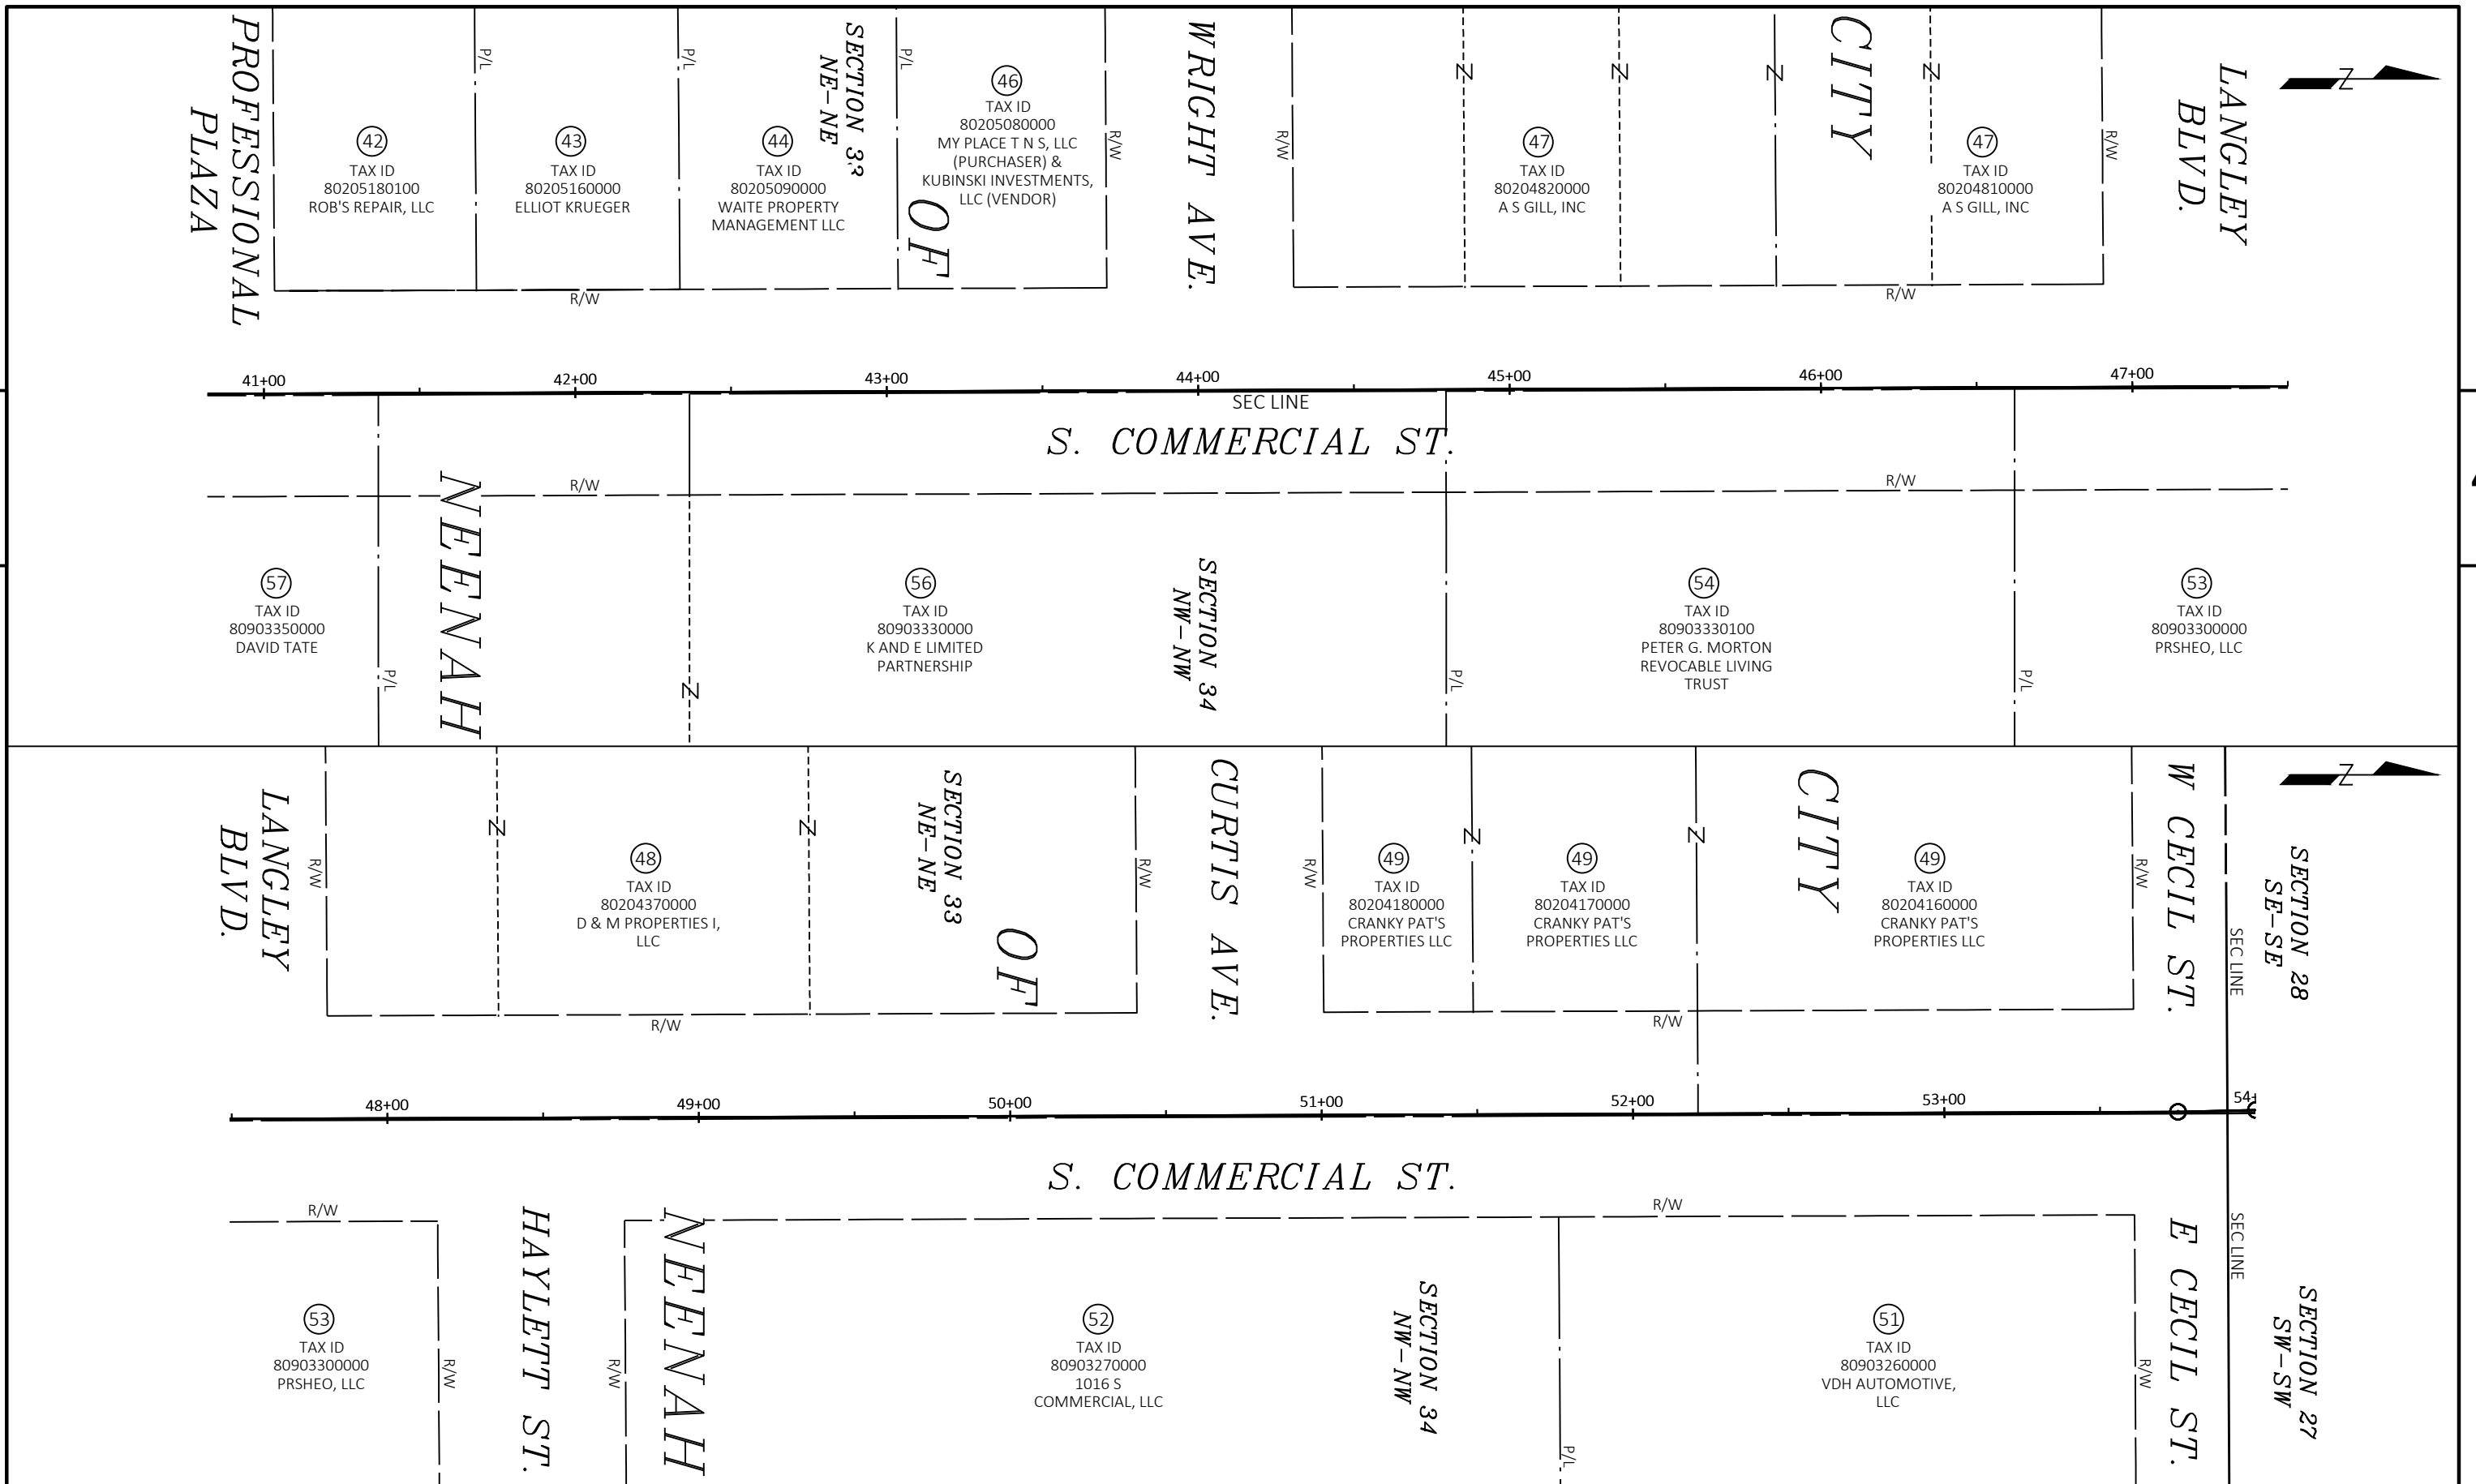 PROFESSIONAL
PLAZA
42
TAX ID
80205180100
ROB'S REPAIR, LLC
P/L
43
TAX ID
80205160000
ELLIOT KRUEGER
P/L
44
TAX ID
80205090000
WAITE PROPERTY
MANAGEMENT LLC
SECTION 33
NE-NE
P/L
46
TAX ID
80205080000
MY PLACE T N S, LLC
(PURCHASER) &
KUBINSKI INVESTMENTS,
LLC (VENDOR)
OF
R/W
WRIGHT AVE.
R/W
Z
47
TAX ID
80204820000
A S GILL, INC
Z
Z
CITY
Z
47
TAX ID
80204810000
A S GILL, INC
R/W
LANGLEY
BLVD.
Z
R/W
R/W
41+00
42+00
43+00
44+00
45+00
46+00
47+00
SEC LINE
S. COMMERCIAL ST.
R/W
R/W
57
TAX ID
80903350000
DAVID TATE
P/L
NEENAH
Z
56
TAX ID
80903330000
K AND E LIMITED
PARTNERSHIP
SECTION 34
NW-NW
P/L
54
TAX ID
80903330100
PETER G. MORTON
REVOCABLE LIVING
TRUST
P/L
53
TAX ID
80903300000
PRSHEO, LLC
LANGLEY
BLVD.
R/W
Z
48
TAX ID
80204370000
D & M PROPERTIES I,
LLC
Z
SECTION 33
NE-NE
OF
R/W
CURTIS AVE.
R/W
49
TAX ID
80204180000
CRANKY PAT'S
PROPERTIES LLC
Z
49
TAX ID
80204170000
CRANKY PAT'S
PROPERTIES LLC
Z
CITY
49
TAX ID
80204160000
CRANKY PAT'S
PROPERTIES LLC
R/W
W CECIL ST.
SEC LINE
SECTION 28
SE-SE
Z
R/W
R/W
48+00
49+00
50+00
51+00
52+00
53+00
S. COMMERCIAL ST.
R/W
R/W
53
TAX ID
80903300000
PRSHEO, LLC
R/W
HAYLETT ST.
R/W
NEENAH
52
TAX ID
80903270000
1016 S
COMMERCIAL, LLC
SECTION 34
NW-NW
P/L
51
TAX ID
80903260000
VDH AUTOMOTIVE,
LLC
R/W
E CECIL ST.
SEC LINE
SECTION 27
SW-SW